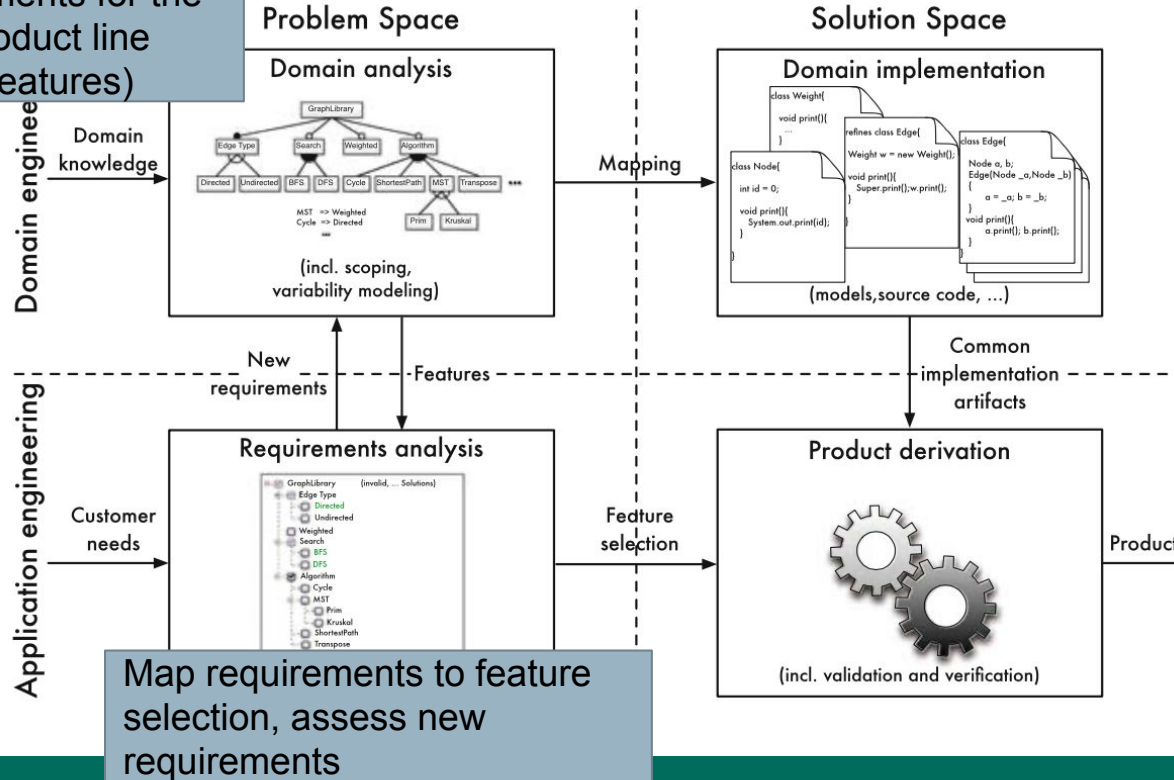 ments for the
oduct line
eatures)
Problem Space
Solution Space
Domain enginee
Domain
knowledge
Domain analysis
GraphLibrary
Edge Type
Search
Weighted
Algorithm
Directed
Undirected
BFS
DFS
Cycle
ShortestPath
MST
Transpose
•••
MST => Weighted
Cycle => Directed
•••
Prim
Kruskal
(incl. scoping,
variability modeling)
Mapping
Domain implementation
class Weight{
void print(){
...
}
refines class Edge{
Weight w = new Weight();
void print(){
Super.print();w.print();
}
}
class Edge{
Node a, b;
Edge(Node _a,Node _b)
{
a = _a; b = _b;
}
void print(){
a.print(); b.print();
}
}
class Node{
int id = 0;
void print(){
System.out.print(id);
}
}
(models,source code, ...)
New
requirements
Features
Common
implementation
artifacts
Application engineering
Customer
needs
Requirements analysis
GraphLibrary (invalid, ... Solutions)
Edge Type
Directed
Undirected
Weighted
Search
BFS
DFS
Algorithm
Cycle
MST
Prim
Kruskal
ShortestPath
Transpose
Feature
selection
Product derivation
(incl. validation and verification)
Product
Map requirements to feature
selection, assess new
requirements